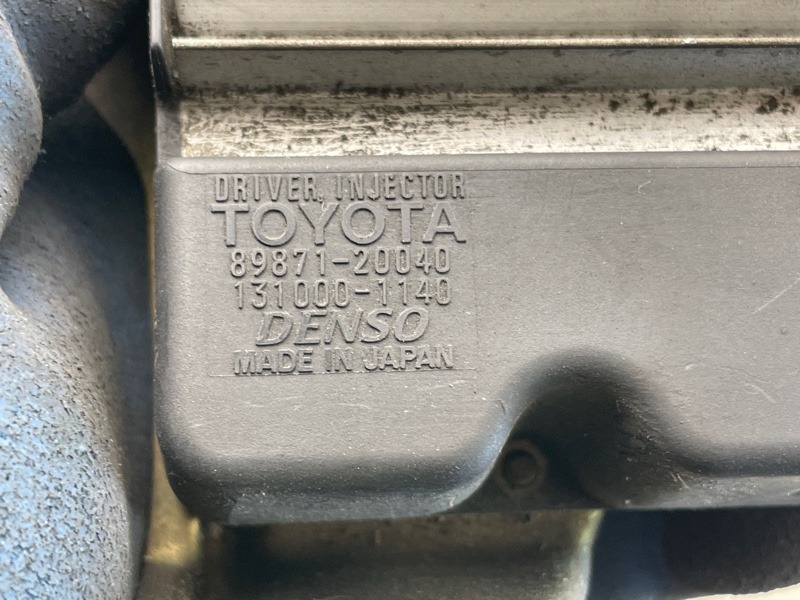 DRIVER, INJECTOR
TOYOTA
89871-20040
131000-1140
DENSO
MADE IN JAPAN